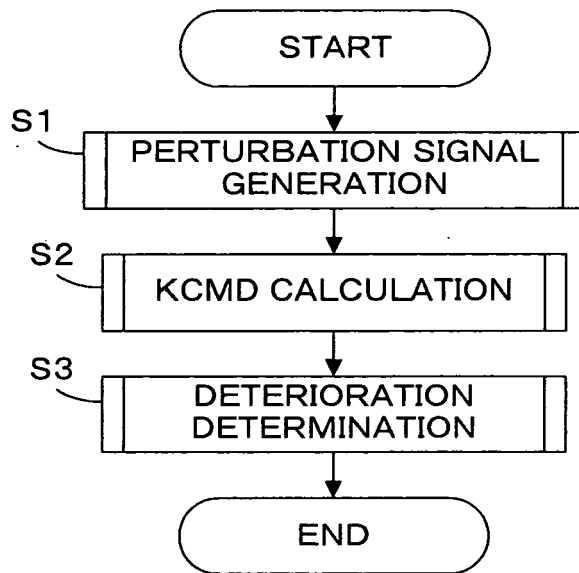 START
S1
PERTURBATION SIGNAL
GENERATION
S2
KCMD CALCULATION
S3
DETERIORATION
DETERMINATION
END